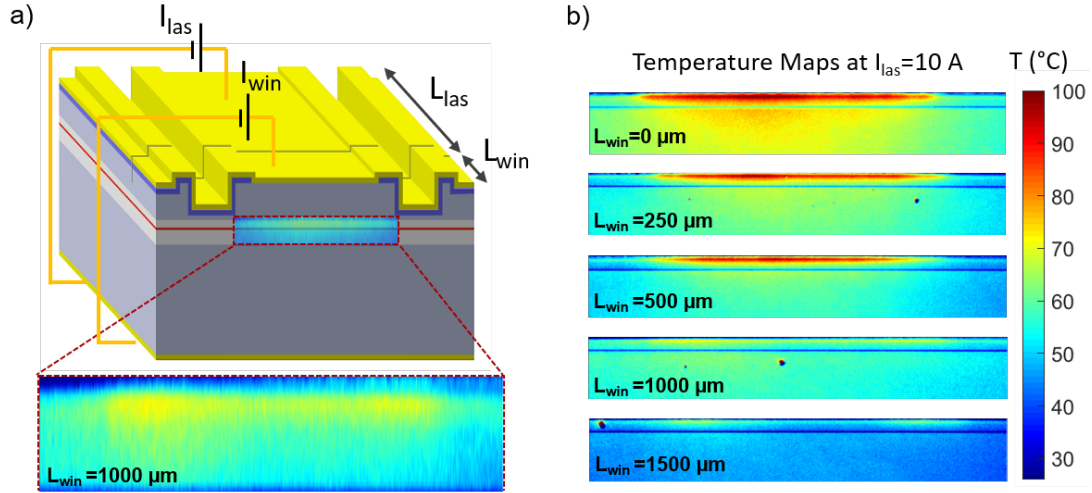 a)
I_las
I_win
L_las
L_win
L_win =1000 µm
b)
Temperature Maps at I_las=10 A
T (°C)
L_win=0 µm
L_win=250 µm
L_win=500 µm
L_win=1000 µm
L_win=1500 µm
100
90
80
70
60
50
40
30